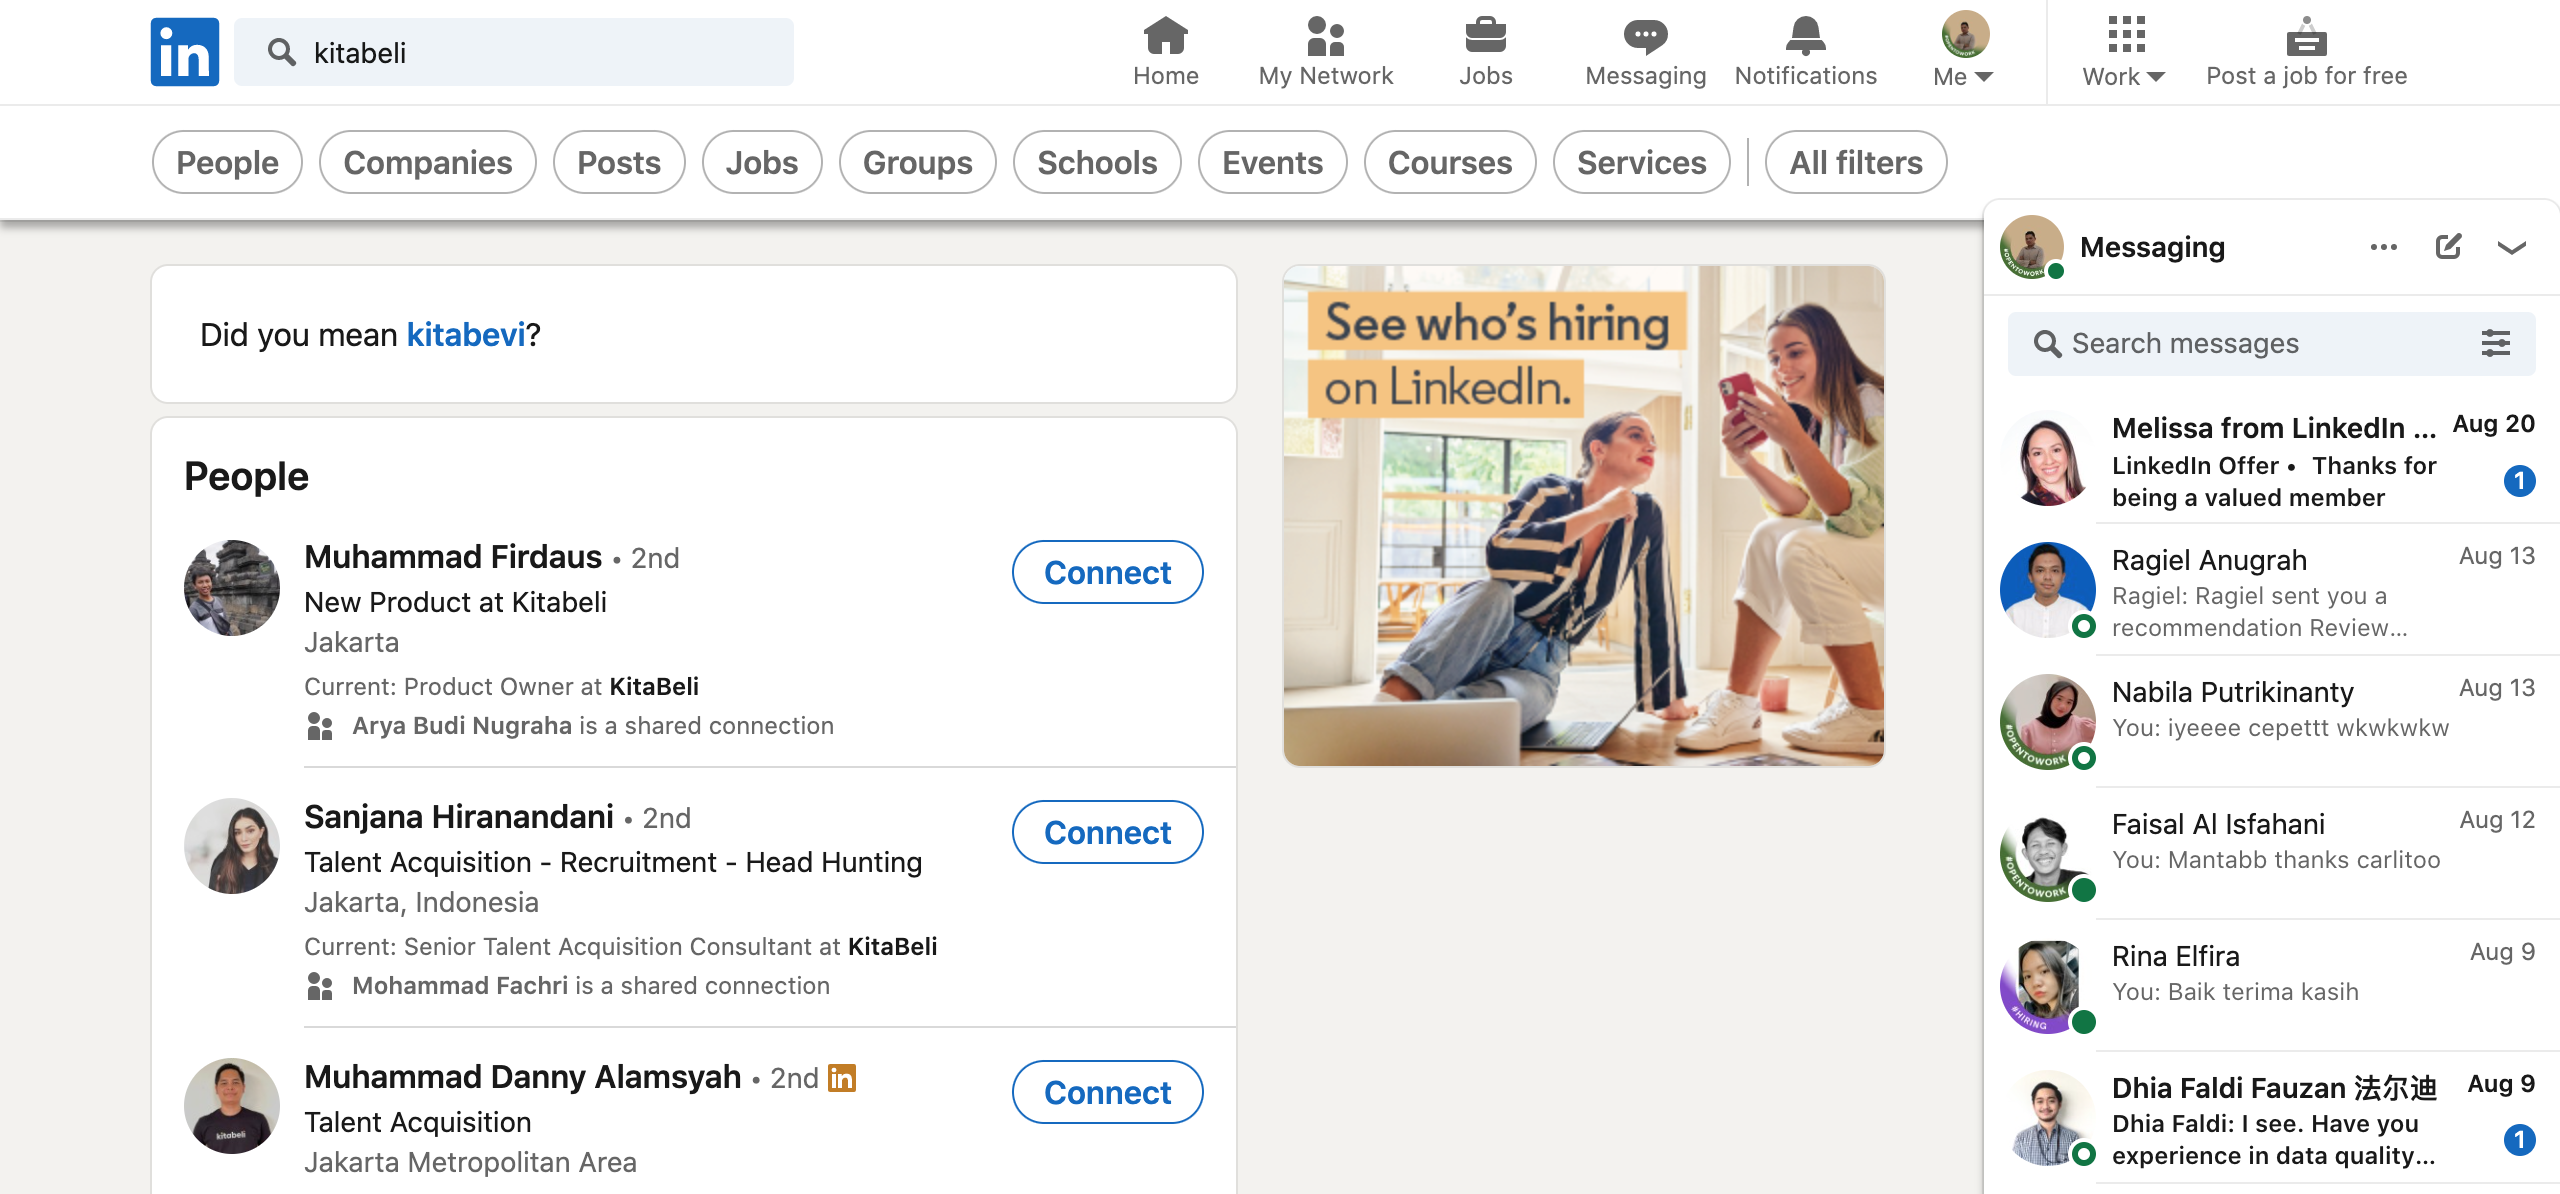 in
kitabeli
Home
My Network
Jobs
Messaging
Notifications
Me
Work
Post a job for free
People
Companies
Posts
Jobs
Groups
Schools
Events
Courses
Services
All filters
Did you mean kitabevi?
People
Muhammad Firdaus • 2nd
Connect
New Product at Kitabeli
Jakarta
Current: Product Owner at KitaBeli
Arya Budi Nugraha is a shared connection
Sanjana Hiranandani • 2nd
Connect
Talent Acquisition - Recruitment - Head Hunting
Jakarta, Indonesia
Current: Senior Talent Acquisition Consultant at KitaBeli
Mohammad Fachri is a shared connection
Muhammad Danny Alamsyah • 2nd in
Connect
Talent Acquisition
Jakarta Metropolitan Area
kitabeli
See who's hiring
on LinkedIn.
#OPENTOWORK
Messaging
Search messages
Melissa from LinkedIn ... Aug 20
LinkedIn Offer • Thanks for
being a valued member
1
Ragiel Anugrah Aug 13
Ragiel: Ragiel sent you a
recommendation Review...
#OPENTOWORK
Nabila Putrikinanty Aug 13
You: iyeeee cepettt wkwkwkw
#OPENTOWORK
Faisal Al Isfahani Aug 12
You: Mantabb thanks carlitoo
#HIRING
Rina Elfira Aug 9
You: Baik terima kasih
Dhia Faldi Fauzan 法尔迪 Aug 9
Dhia Faldi: I see. Have you
experience in data quality...
1